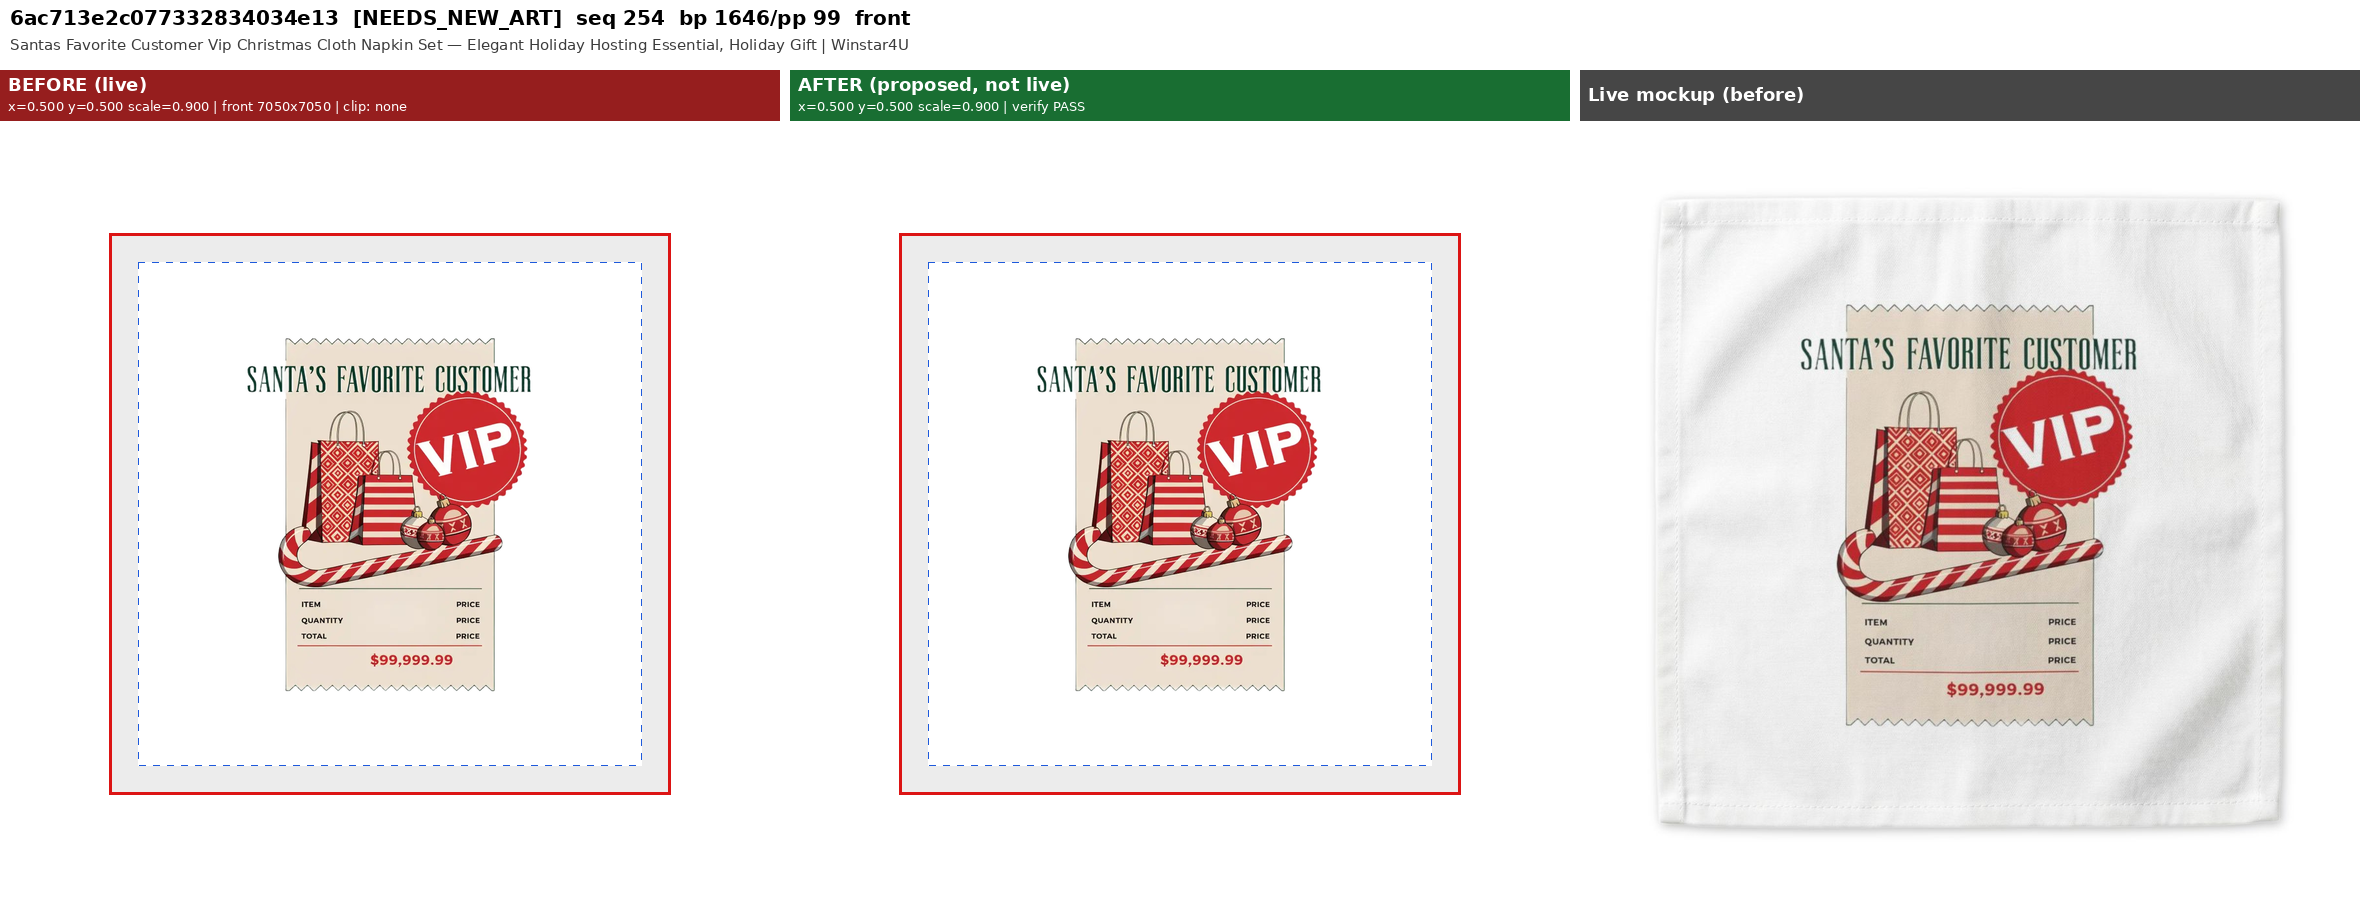 6ac713e2c077332834034e13 [NEEDS_NEW_ART] seq 254 bp 1646/pp 99 front
Santas Favorite Customer Vip Christmas Cloth Napkin Set — Elegant Holiday Hosting Essential, Holiday Gift | Winstar4U
BEFORE (live)
x=0.500 y=0.500 scale=0.900 | front 7050x7050 | clip: none
SANTA'S FAVORITE CUSTOMER
VIP
ITEM PRICE
QUANTITY PRICE
TOTAL PRICE
$99,999.99
AFTER (proposed, not live)
x=0.500 y=0.500 scale=0.900 | verify PASS
SANTA'S FAVORITE CUSTOMER
VIP
ITEM PRICE
QUANTITY PRICE
TOTAL PRICE
$99,999.99
Live mockup (before)
SANTA'S FAVORITE CUSTOMER
VIP
ITEM PRICE
QUANTITY PRICE
TOTAL PRICE
$99,999.99